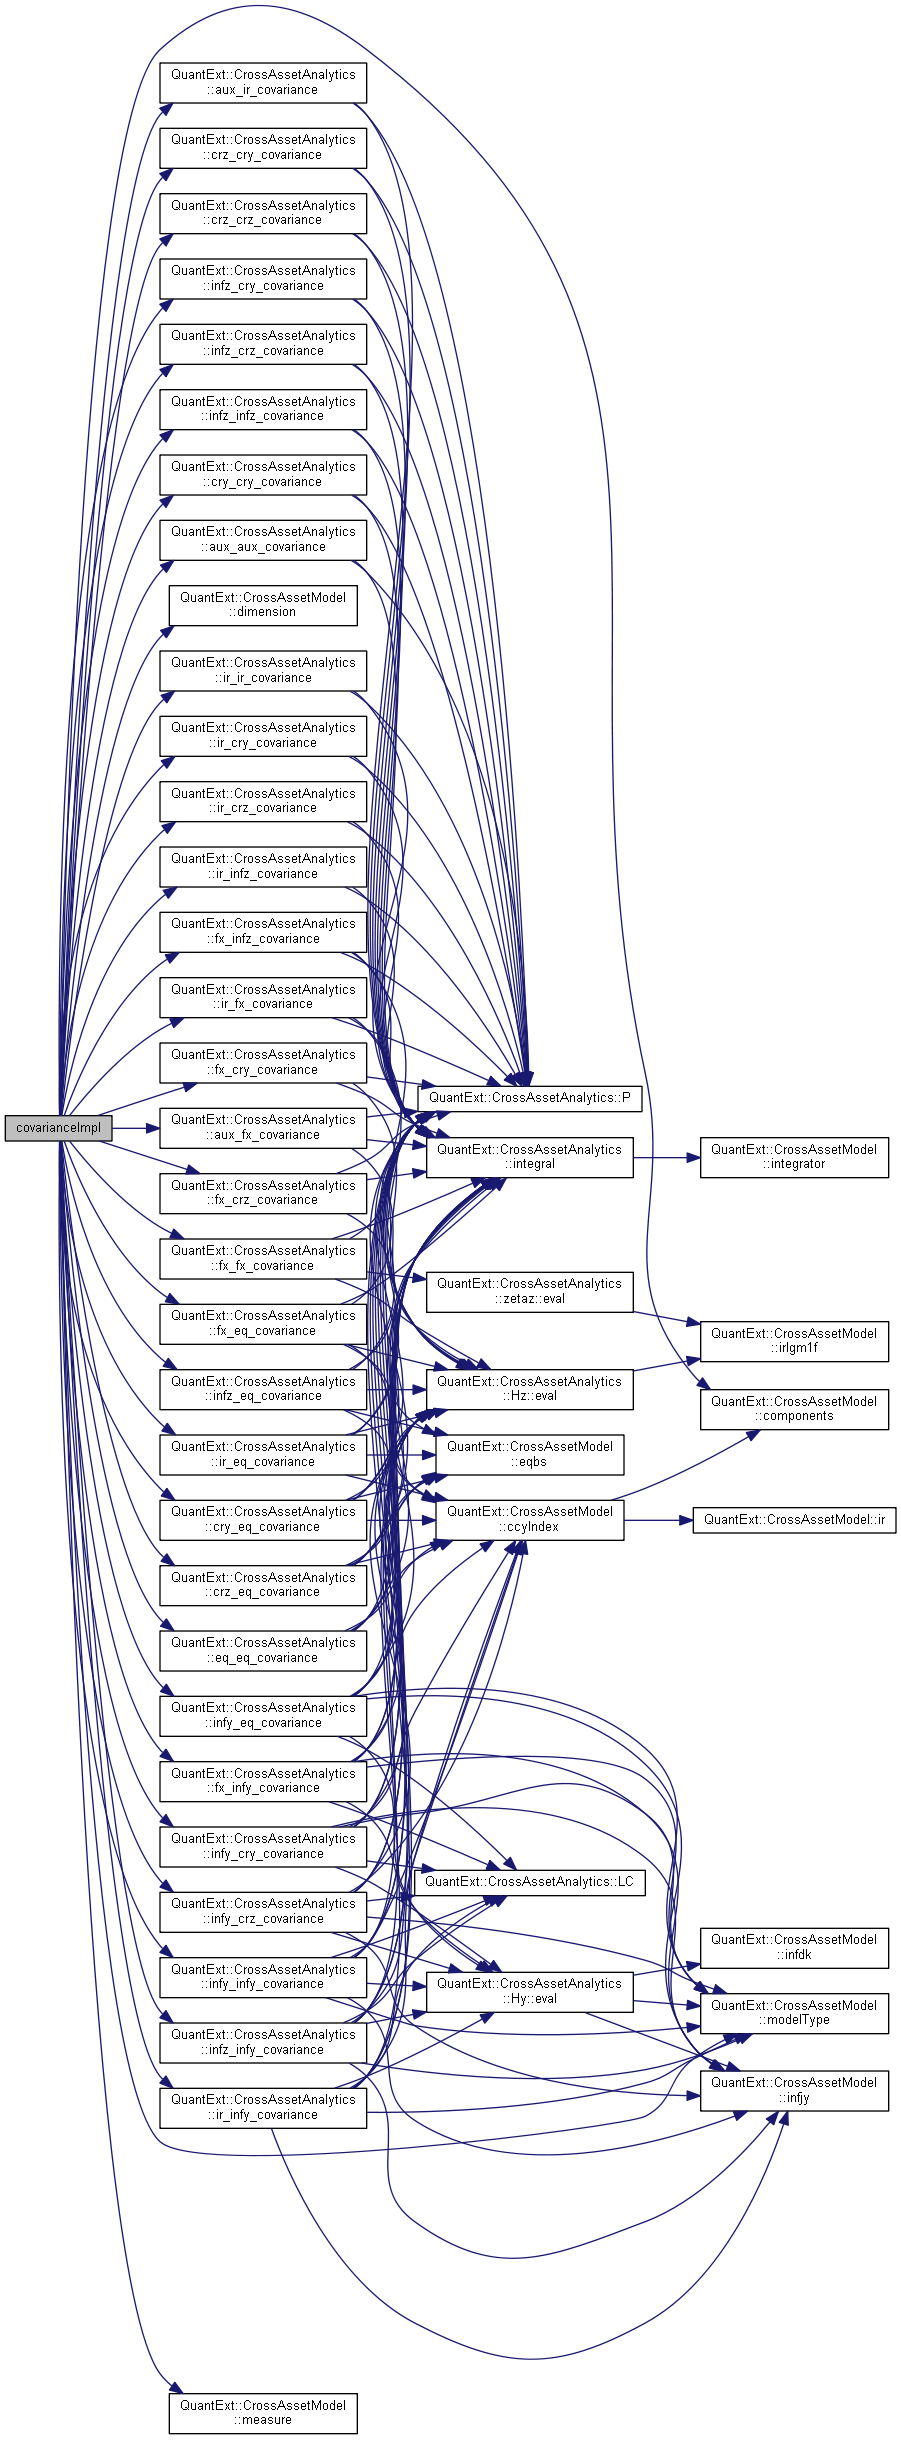 covarianceImpl
QuantExt::CrossAssetAnalytics
::aux_ir_covariance
QuantExt::CrossAssetAnalytics
::crz_cry_covariance
QuantExt::CrossAssetAnalytics
::crz_crz_covariance
QuantExt::CrossAssetAnalytics
::infz_cry_covariance
QuantExt::CrossAssetAnalytics
::infz_crz_covariance
QuantExt::CrossAssetAnalytics
::infz_infz_covariance
QuantExt::CrossAssetAnalytics
::cry_cry_covariance
QuantExt::CrossAssetAnalytics
::aux_aux_covariance
QuantExt::CrossAssetModel
::dimension
QuantExt::CrossAssetAnalytics
::ir_ir_covariance
QuantExt::CrossAssetAnalytics
::ir_cry_covariance
QuantExt::CrossAssetAnalytics
::ir_crz_covariance
QuantExt::CrossAssetAnalytics
::ir_infz_covariance
QuantExt::CrossAssetAnalytics
::fx_infz_covariance
QuantExt::CrossAssetAnalytics
::ir_fx_covariance
QuantExt::CrossAssetAnalytics
::fx_cry_covariance
QuantExt::CrossAssetAnalytics
::aux_fx_covariance
QuantExt::CrossAssetAnalytics
::fx_crz_covariance
QuantExt::CrossAssetAnalytics
::fx_fx_covariance
QuantExt::CrossAssetAnalytics
::fx_eq_covariance
QuantExt::CrossAssetAnalytics
::infz_eq_covariance
QuantExt::CrossAssetAnalytics
::ir_eq_covariance
QuantExt::CrossAssetAnalytics
::cry_eq_covariance
QuantExt::CrossAssetAnalytics
::crz_eq_covariance
QuantExt::CrossAssetAnalytics
::eq_eq_covariance
QuantExt::CrossAssetAnalytics
::infy_eq_covariance
QuantExt::CrossAssetAnalytics
::fx_infy_covariance
QuantExt::CrossAssetAnalytics
::infy_cry_covariance
QuantExt::CrossAssetAnalytics
::infy_crz_covariance
QuantExt::CrossAssetAnalytics
::infy_infy_covariance
QuantExt::CrossAssetAnalytics
::infz_infy_covariance
QuantExt::CrossAssetAnalytics
::ir_infy_covariance
QuantExt::CrossAssetModel
::measure
QuantExt::CrossAssetAnalytics::P
QuantExt::CrossAssetAnalytics
::integral
QuantExt::CrossAssetAnalytics
::zetaz::eval
QuantExt::CrossAssetAnalytics
::Hz::eval
QuantExt::CrossAssetModel
::eqbs
QuantExt::CrossAssetModel
::ccyIndex
QuantExt::CrossAssetAnalytics::LC
QuantExt::CrossAssetAnalytics
::Hy::eval
QuantExt::CrossAssetModel
::integrator
QuantExt::CrossAssetModel
::irlgm1f
QuantExt::CrossAssetModel
::components
QuantExt::CrossAssetModel::ir
QuantExt::CrossAssetModel
::infdk
QuantExt::CrossAssetModel
::modelType
QuantExt::CrossAssetModel
::infjy